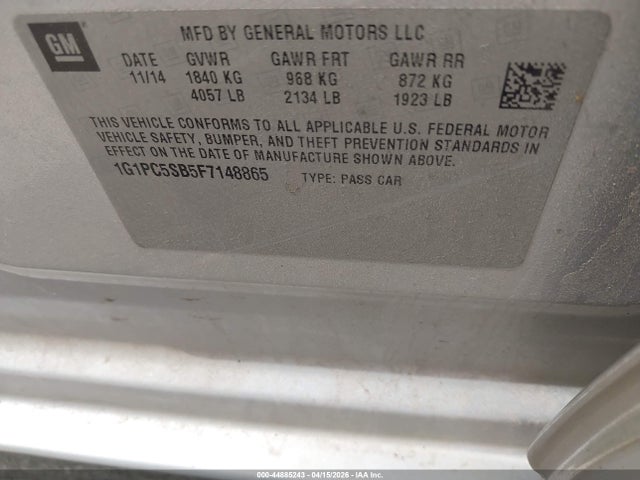 GM
MFD BY GENERAL MOTORS LLC
DATE GVWR GAWR FRT GAWR RR
11/14 1840 KG 968 KG 872 KG
4057 LB 2134 LB 1923 LB
THIS VEHICLE CONFORMS TO ALL APPLICABLE U.S. FEDERAL MOTOR
VEHICLE SAFETY, BUMPER, AND THEFT PREVENTION STANDARDS IN
EFFECT ON THE DATE OF MANUFACTURE SHOWN ABOVE.
1G1PC5SB5F7148865 TYPE: PASS CAR
000-44885243 - 04/15/2026 - IAA Inc.